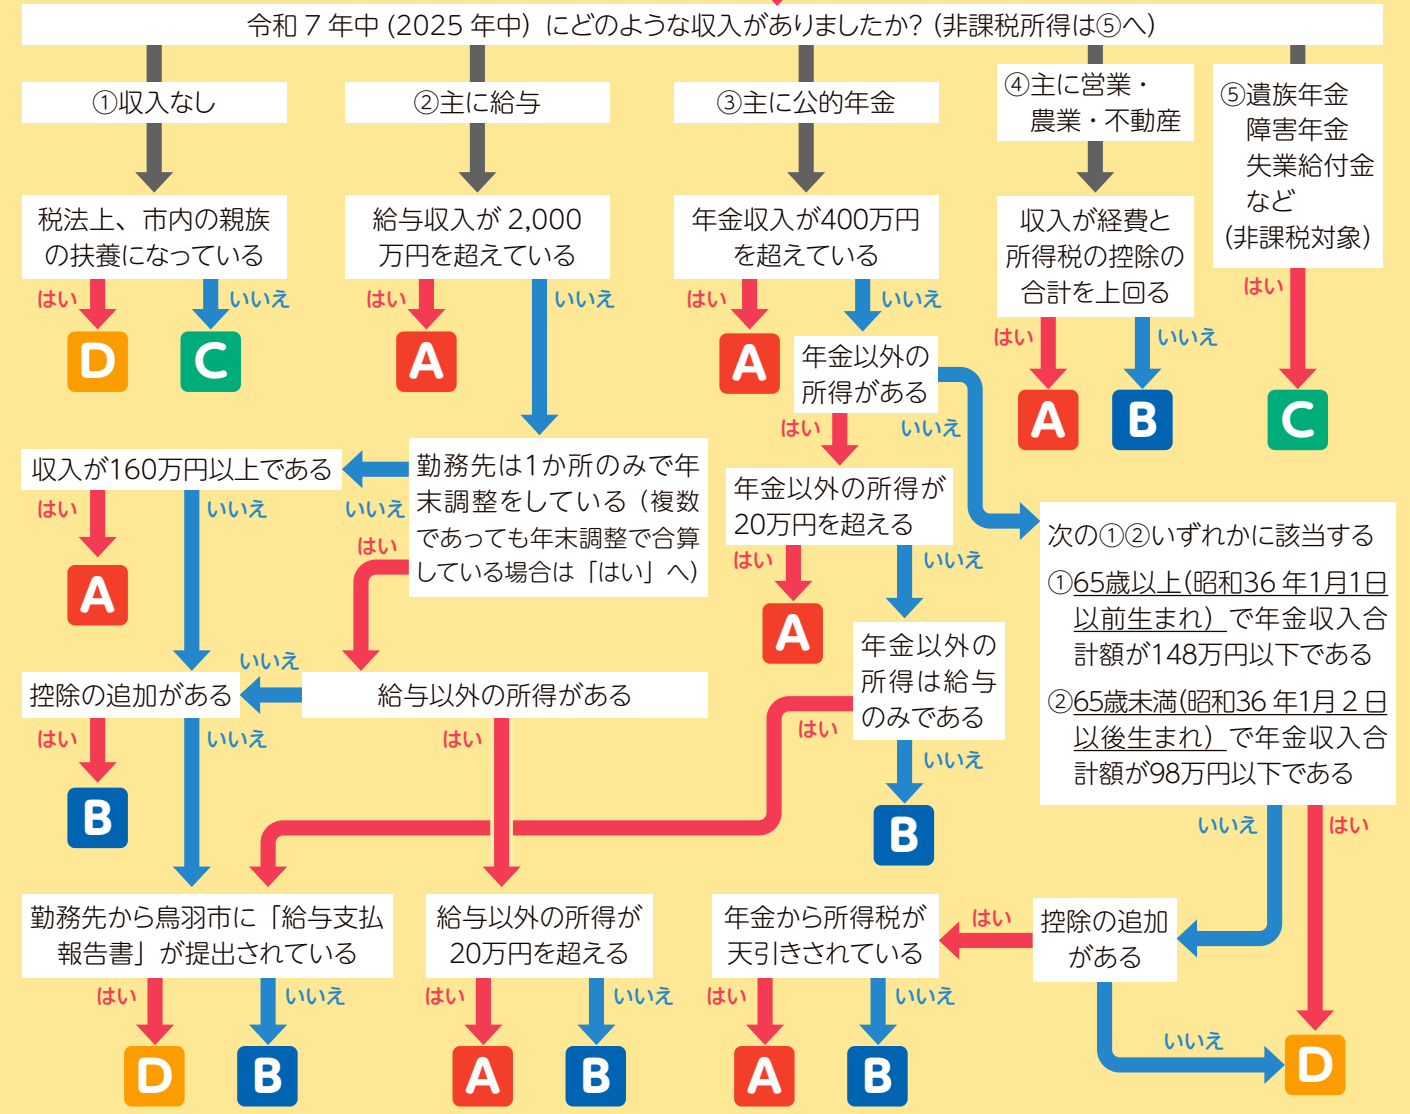 令和7年中(2025年中) にどのような収入がありましたか?(非課税所得は⑤へ)
①収入なし
税法上、市内の親族
の扶養になっている
はい
いいえ
D
C
②主に給与
給与収入が 2,000
万円を超えている
はい
いいえ
A
勤務先は1か所のみで年
末調整をしている(複数
であっても年末調整で合算
している場合は「はい」へ)
いいえ
はい
収入が160万円以上である
はい
いいえ
A
給与以外の所得がある
いいえ
はい
控除の追加がある
はい
いいえ
B
勤務先から鳥羽市に「給与支払
報告書」が提出されている
はい
いいえ
D
B
給与以外の所得が
20万円を超える
はい
いいえ
A
B
③主に公的年金
年金収入が400万円
を超えている
はい
いいえ
A
年金以外の
所得がある
はい
いいえ
年金以外の所得が
20万円を超える
はい
いいえ
A
年金以外の
所得は給与
のみである
はい
いいえ
B
次の①②いずれかに該当する
①65歳以上(昭和36年1月1日
以前生まれ)で年金収入合
計額が148万円以下である
②65歳未満(昭和36年1月2日
以後生まれ)で年金収入合
計額が98万円以下である
いいえ
はい
控除の追加
がある
はい
いいえ
D
年金から所得税が
天引きされている
はい
いいえ
A
B
④主に営業・
農業・不動産
収入が経費と
所得税の控除の
合計を上回る
はい
いいえ
A
B
⑤遺族年金
障害年金
失業給付金
など
(非課税対象)
はい
C